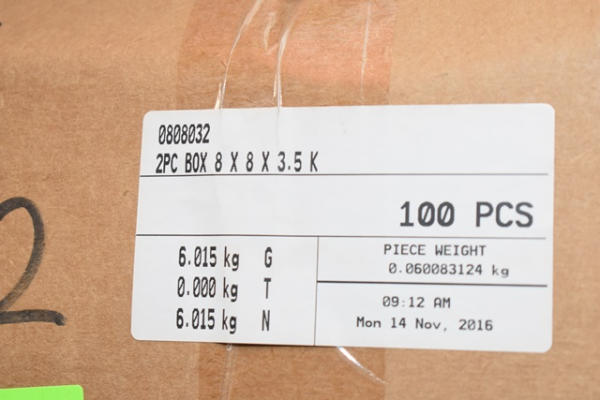 0808032
2PC BOX 8 X 8 X 3.5 K
100 PCS
6.015 kg G
0.000 kg T
6.015 kg N
PIECE WEIGHT
0.060083124 kg
09:12 AM
Mon 14 Nov, 2016
2